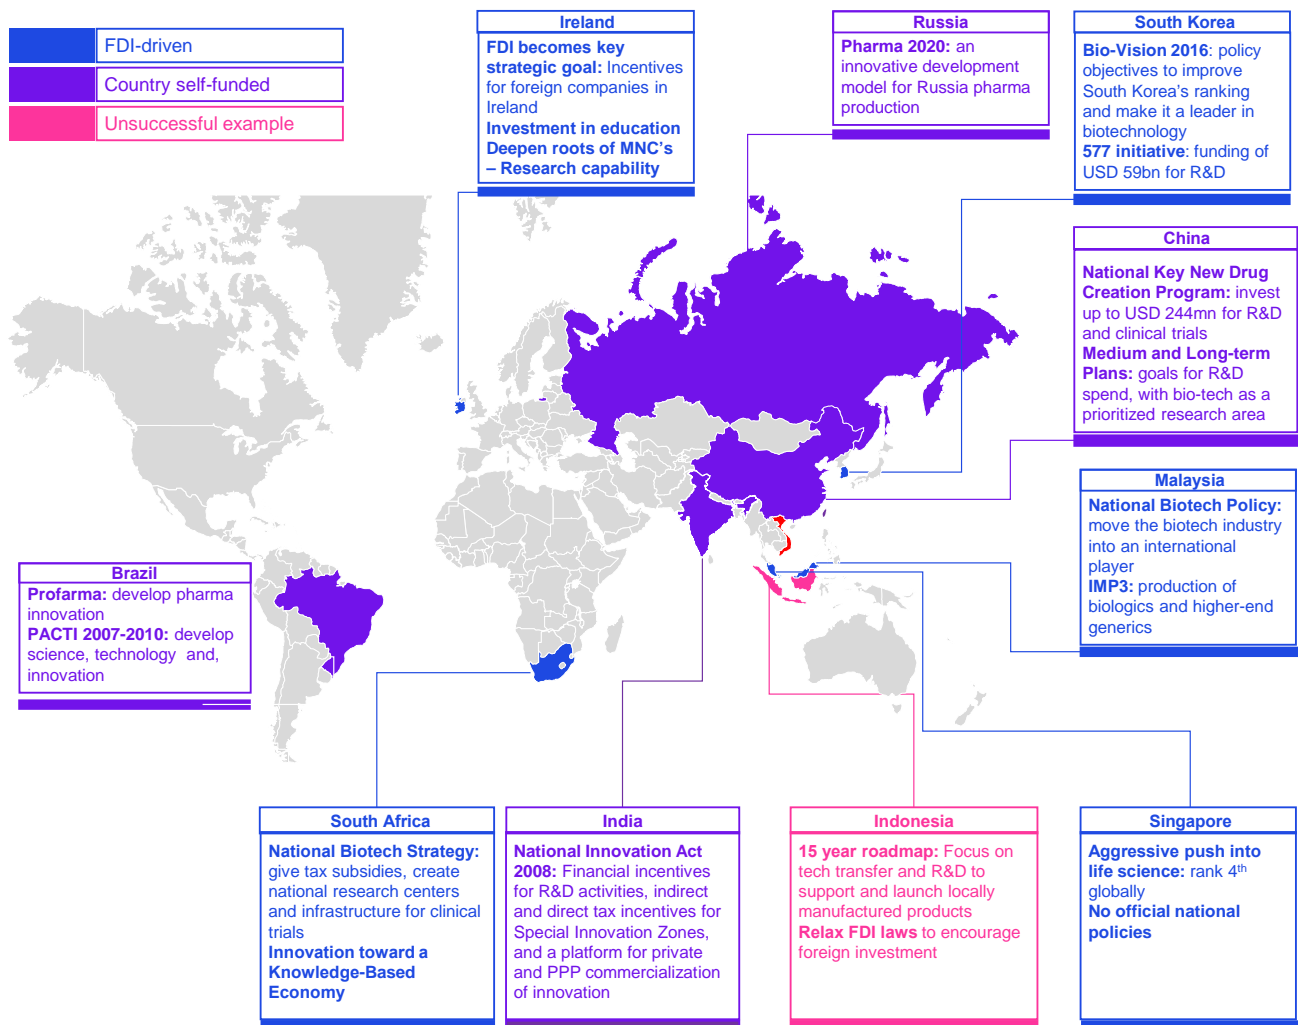 FDI-driven
Country self-funded
Unsuccessful example
Ireland
FDI becomes key
strategic goal: Incentives
for foreign companies in
Ireland
Investment in education
Deepen roots of MNC's
– Research capability
Russia
Pharma 2020: an
innovative development
model for Russia pharma
production
South Korea
Bio-Vision 2016: policy
objectives to improve
South Korea's ranking
and make it a leader in
biotechnology
577 initiative: funding of
USD 59bn for R&D
China
National Key New Drug
Creation Program: invest
up to USD 244mn for R&D
and clinical trials
Medium and Long-term
Plans: goals for R&D
spend, with bio-tech as a
prioritized research area
Malaysia
National Biotech Policy:
move the biotech industry
into an international
player
IMP3: production of
biologics and higher-end
generics
Brazil
Profarma: develop pharma
innovation
PACTI 2007-2010: develop
science, technology and,
innovation
South Africa
National Biotech Strategy:
give tax subsidies, create
national research centers
and infrastructure for clinical
trials
Innovation toward a
Knowledge-Based
Economy
India
National Innovation Act
2008: Financial incentives
for R&D activities, indirect
and direct tax incentives for
Special Innovation Zones,
and a platform for private
and PPP commercialization
of innovation
Indonesia
15 year roadmap: Focus on
tech transfer and R&D to
support and launch locally
manufactured products
Relax FDI laws to encourage
foreign investment
Singapore
Aggressive push into
life science: rank 4th
globally
No official national
policies